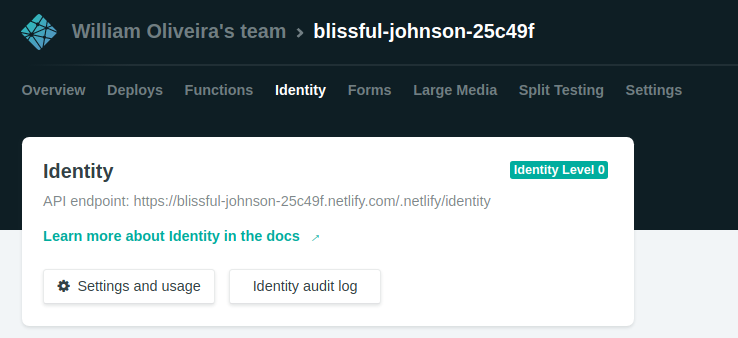 William Oliveira's team > blissful-johnson-25c49f
Overview Deploys Functions Identity Forms Large Media Split Testing Settings
Identity Identity Level 0
API endpoint: https://blissful-johnson-25c49f.netlify.com/.netlify/identity
Learn more about Identity in the docs ↗
Settings and usage Identity audit log